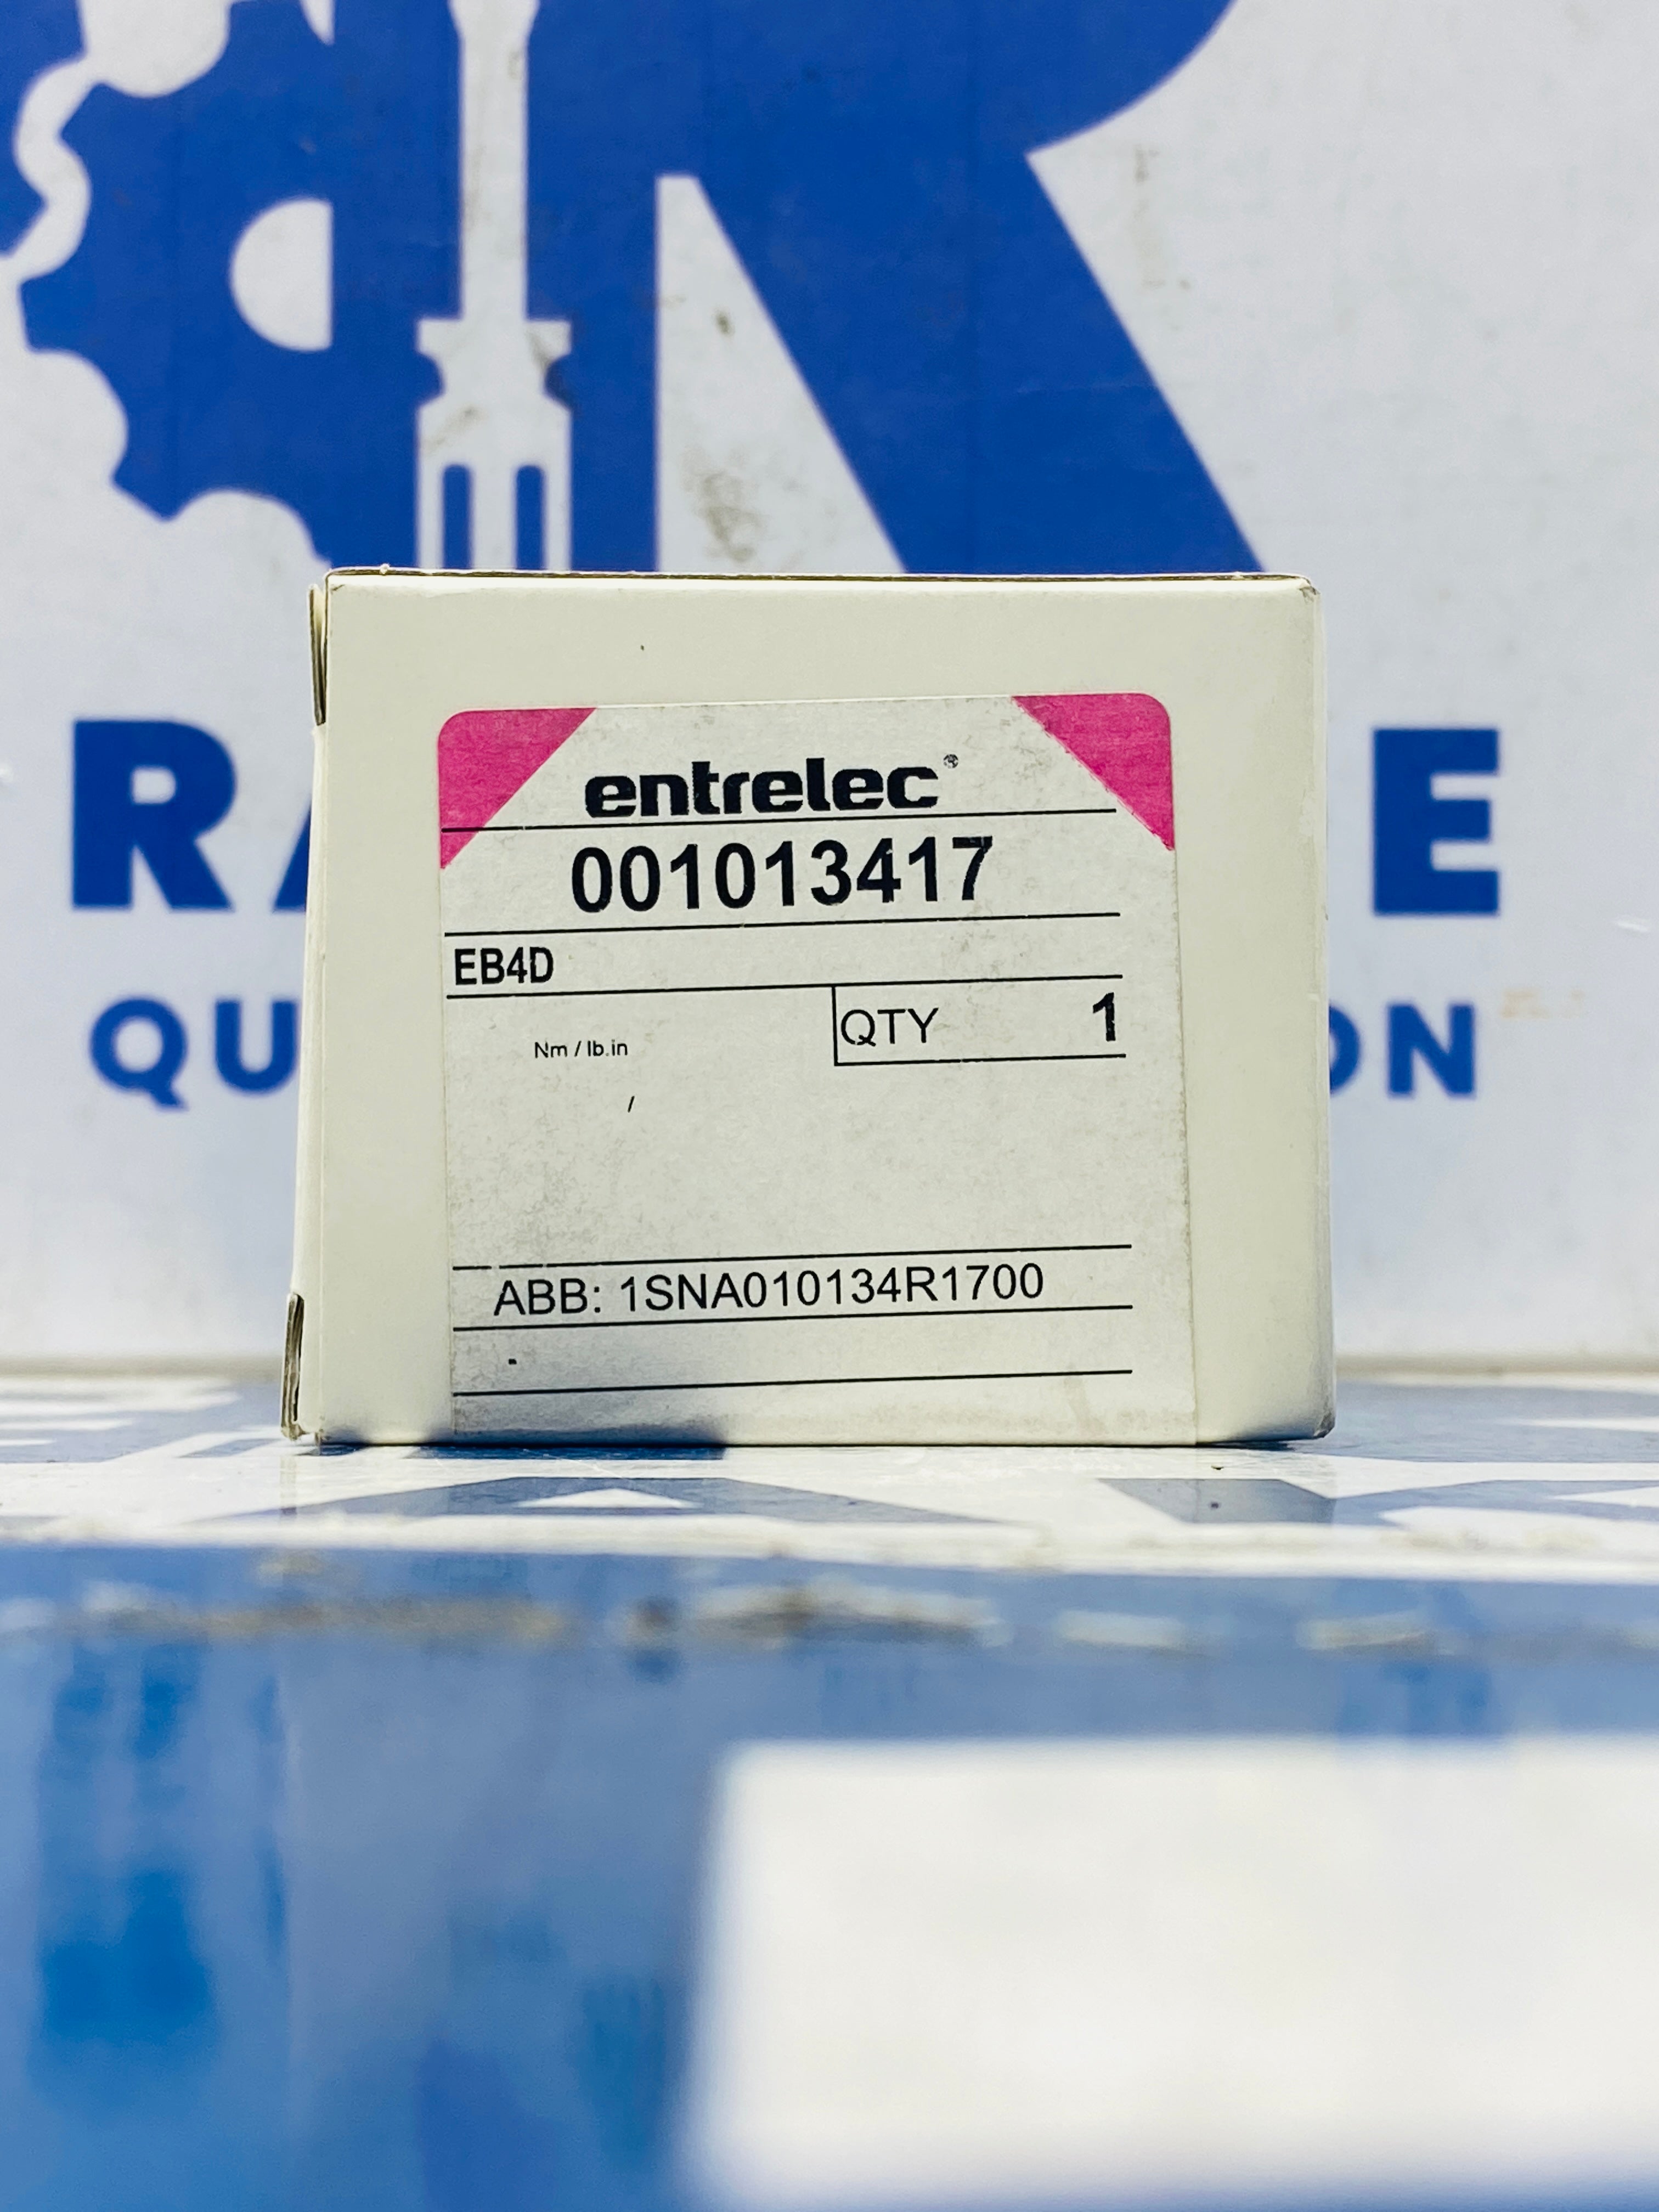 entrelec®
001013417
EB4D
QTY 1
Nm / lb.in
/
ABB: 1SNA010134R1700